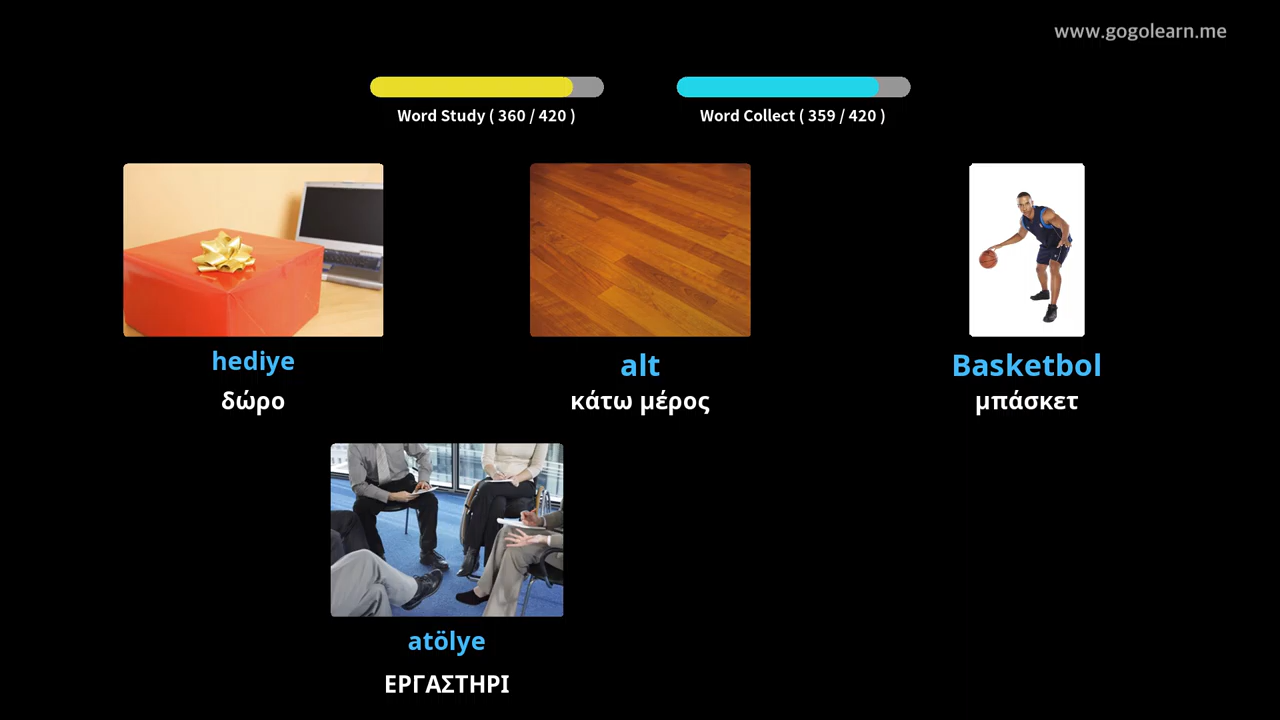 www.gogolearn.me
Word Study ( 360 / 420 )
Word Collect ( 359 / 420 )
hediye
δώρο
alt
κάτω μέρος
Basketbol
μπάσκετ
atölye
ΕΡΓΑΣΤΗΡΙ